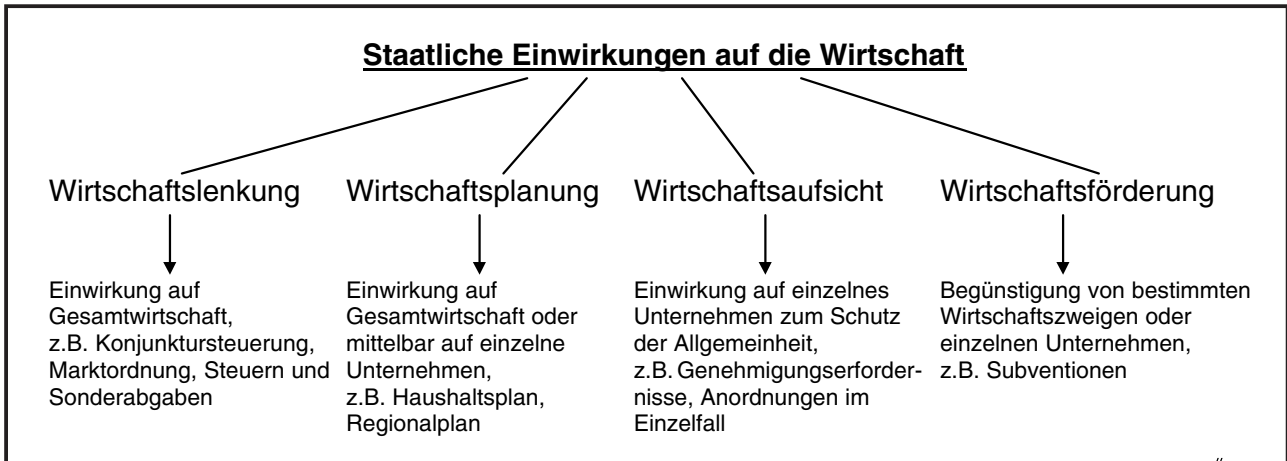 Staatliche Einwirkungen auf die Wirtschaft
Wirtschaftslenkung
Wirtschaftsplanung
Wirtschaftsaufsicht
Wirtschaftsförderung
Einwirkung auf
Gesamtwirtschaft,
z.B. Konjunktursteuerung,
Marktordnung, Steuern und
Sonderabgaben
Einwirkung auf
Gesamtwirtschaft oder
mittelbar auf einzelne
Unternehmen,
z.B. Haushaltsplan,
Regionalplan
Einwirkung auf einzelnes
Unternehmen zum Schutz
der Allgemeinheit,
z.B. Genehmigungserforder-
nisse, Anordnungen im
Einzelfall
Begünstigung von bestimmten
Wirtschaftszweigen oder
einzelnen Unternehmen,
z.B. Subventionen